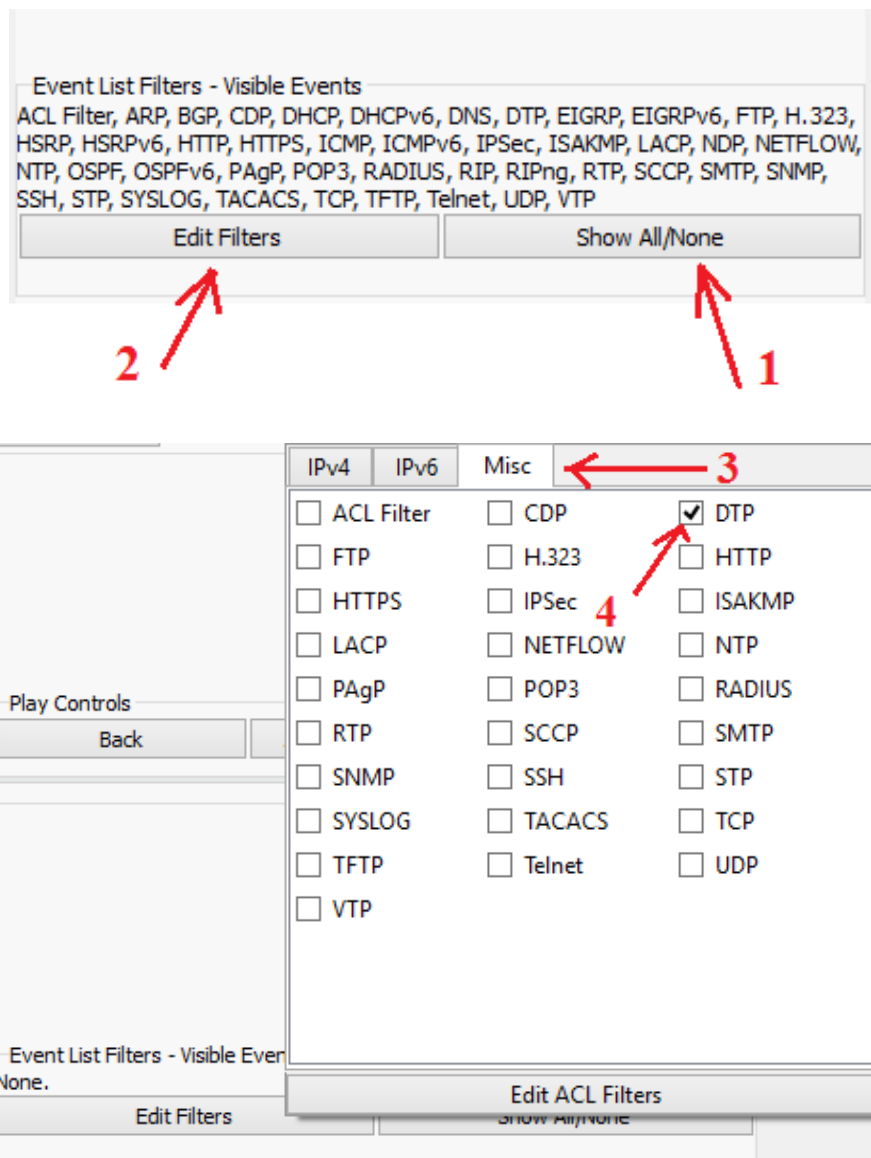 Event List Filters - Visible Events
ACL Filter, ARP, BGP, CDP, DHCP, DHCPv6, DNS, DTP, EIGRP, EIGRPv6, FTP, H.323,
HSRP, HSRPv6, HTTP, HTTPS, ICMP, ICMPv6, IPSec, ISAKMP, LACP, NDP, NETFLOW,
NTP, OSPF, OSPFv6, PAgP, POP3, RADIUS, RIP, RIPng, RTP, SCCP, SMTP, SNMP,
SSH, STP, SYSLOG, TACACS, TCP, TFTP, Telnet, UDP, VTP
Edit Filters Show All/None
2 1
IPv4 IPv6 Misc 3
ACL Filter CDP DTP
FTP H.323 HTTP
HTTPS IPSec 4 ISAKMP
LACP NETFLOW NTP
PAgP POP3 RADIUS
Play Controls
RTP SCCP SMTP
Back
SNMP SSH STP
SYSLOG TACACS TCP
TFTP Telnet UDP
VTP
Event List Filters - Visible Even
None.
Edit ACL Filters
Edit Filters Show All/None